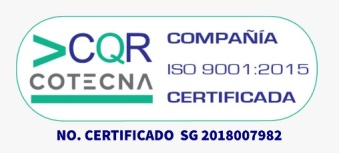 CQR
COTECNA
COMPAÑÍA
ISO 9001:2015
CERTIFICADA
NO. CERTIFICADO SG 2018007982